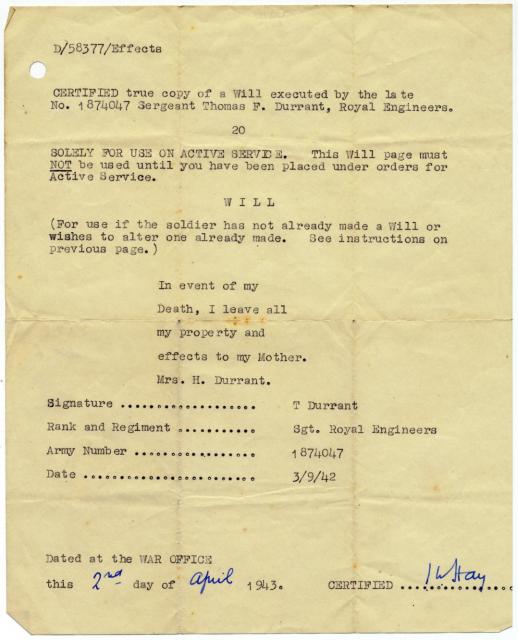 D/58377/Effects
CERTIFIED true copy of a Will executed by the late
No. 1874047 Sergeant Thomas F. Durrant, Royal Engineers.
20
SOLELY FOR USE ON ACTIVE SERVICE. This Will page must
NOT be used until you have been placed under orders for
Active Service.
W I L L
(For use if the soldier has not already made a Will or
wishes to alter one already made. See instructions on
previous page.)
In event of my
Death, I leave all
my property and
effects to my Mother.
Mrs. H. Durrant.
Signature ................... T Durrant
Rank and Regiment ........... Sgt. Royal Engineers
Army Number ................. 1874047
Date ........................ 3/9/42
Dated at the WAR OFFICE
this 2nd day of April 1943. CERTIFIED ................